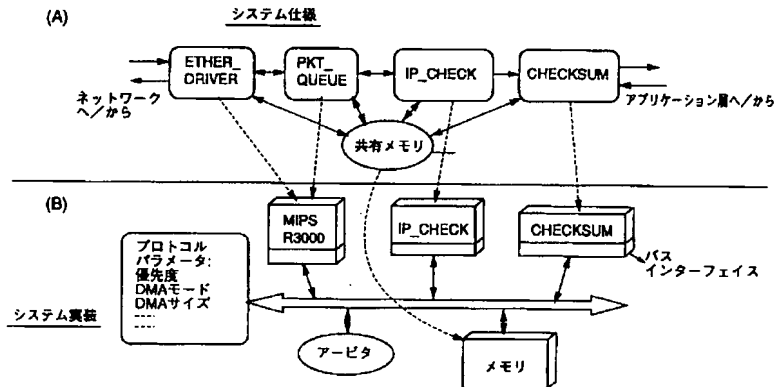 (A)
システム仕様
ETHER_
DRIVER
PKT_
QUEUE
IP_CHECK
CHECKSUM
ネットワーク
へ/から
アプリケーション層へ/から
共有メモリ
(B)
MIPS
R3000
IP_CHECK
CHECKSUM
バス
インターフェイス
プロトコル
パラメータ:
優先度
DMAモード
DMAサイズ
システム実装
アービタ
メモリ